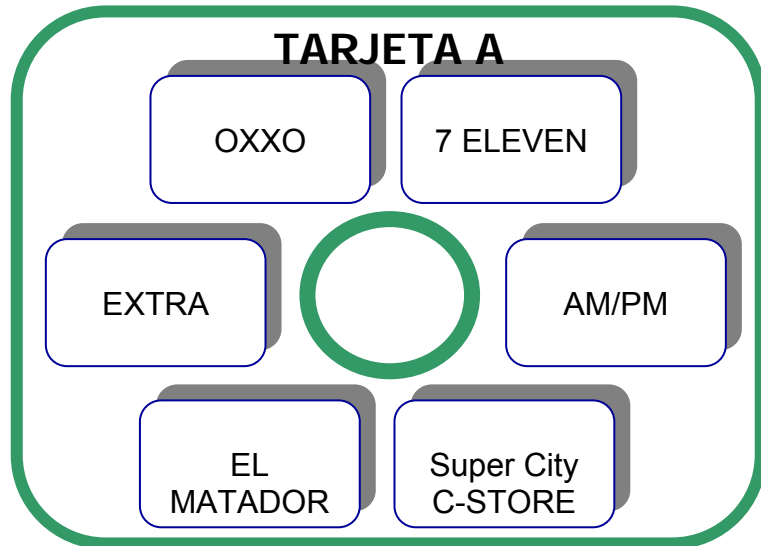 TARJETA A
OXXO
7 ELEVEN
EXTRA
AM/PM
EL
MATADOR
Super City
C-STORE